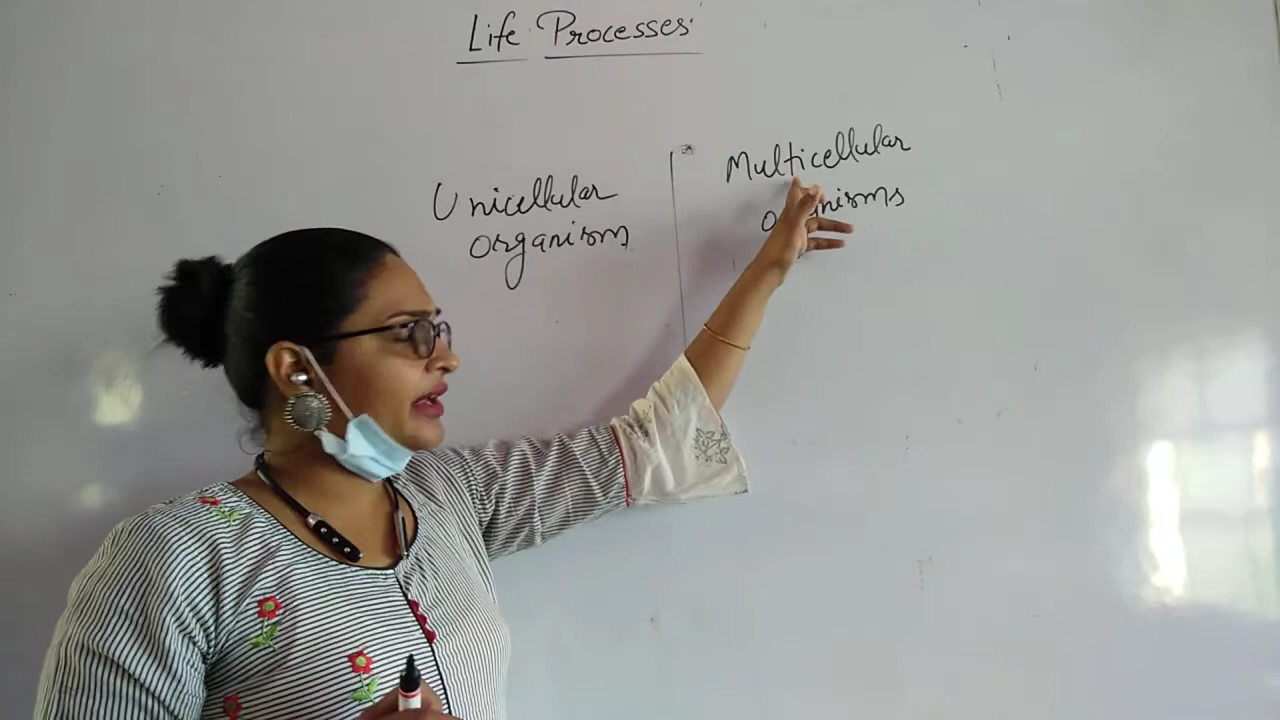 Life Processes
Unicellular
organism
Multicellular
organisms